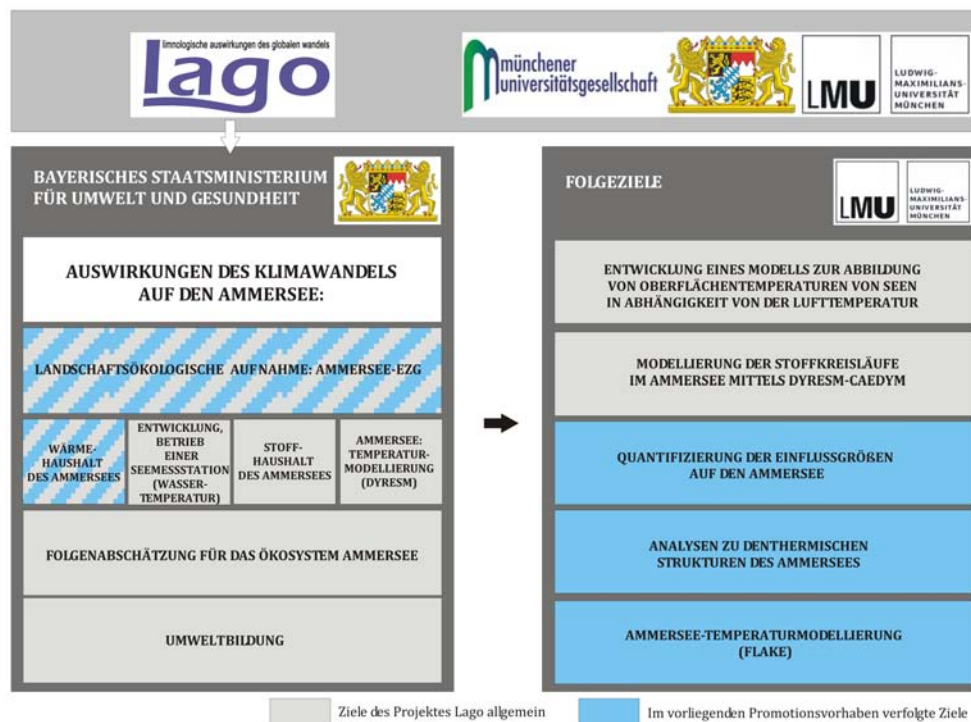 limnologische auswirkungen des globalen wandels
lago
münchener
universitätsgesellschaft
LMU
LUDWIG-
MAXIMILIANS-
UNIVERSITÄT
MÜNCHEN
BAYERISCHES STAATSMINISTERIUM
FÜR UMWELT UND GESUNDHEIT
AUSWIRKUNGEN DES KLIMAWANDELS
AUF DEN AMMERSEE:
LANDSCHAFTSÖKOLOGISCHE AUFNAHME: AMMERSEE-EZG
WÄRME-
HAUSHALT
DES AMMERSEES
ENTWICKLUNG,
BETRIEB
EINER
SEEMESSSTATION
(WASSER-
TEMPERATUR)
STOFF-
HAUSHALT
DES AMMERSEES
AMMERSEE:
TEMPERATUR-
MODELLIERUNG
(DYRESM)
FOLGENABSCHÄTZUNG FÜR DAS ÖKOSYSTEM AMMERSEE
UMWELTBILDUNG
FOLGEZIELE
LMU
LUDWIG-
MAXIMILIANS-
UNIVERSITÄT
MÜNCHEN
ENTWICKLUNG EINES MODELLS ZUR ABBILDUNG
VON OBERFLÄCHENTEMPERATUREN VON SEEN
IN ABHÄNGIGKEIT VON DER LUFTTEMPERATUR
MODELLIERUNG DER STOFFKREISLÄUFE
IM AMMERSEE MITTELS DYRESM-CAEDYM
QUANTIFIZIERUNG DER EINFLUSSGRÖßEN
AUF DEN AMMERSEE
ANALYSEN ZU DENTHERMISCHEN
STRUKTUREN DES AMMERSEES
AMMERSEE-TEMPERATURMODELLIERUNG
(FLAKE)
Ziele des Projektes Lago allgemein
Im vorliegenden Promotionsvorhaben verfolgte Ziele